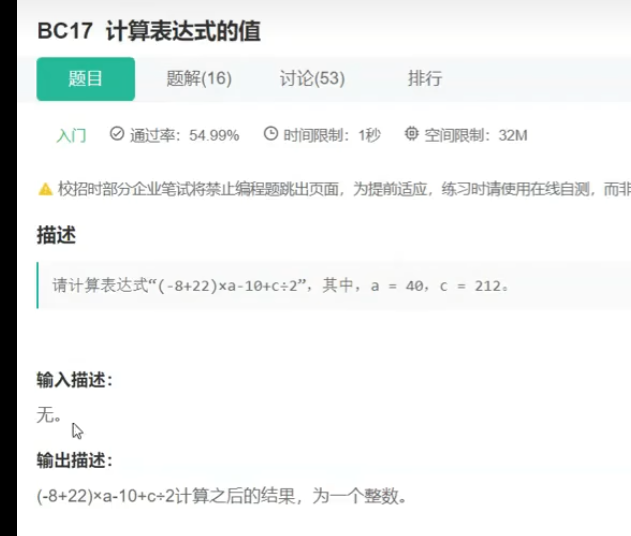 BC17 计算表达式的值
题目 题解(16) 讨论(53) 排行
入门 通过率：54.99% 时间限制：1秒 空间限制：32M
校招时部分企业笔试将禁止编程题跳出页面，为提前适应，练习时请使用在线自测，而非
描述
请计算表达式“(-8+22)×a-10+c÷2”，其中，a = 40，c = 212。
输入描述：
无。
输出描述：
(-8+22)×a-10+c÷2计算之后的结果，为一个整数。